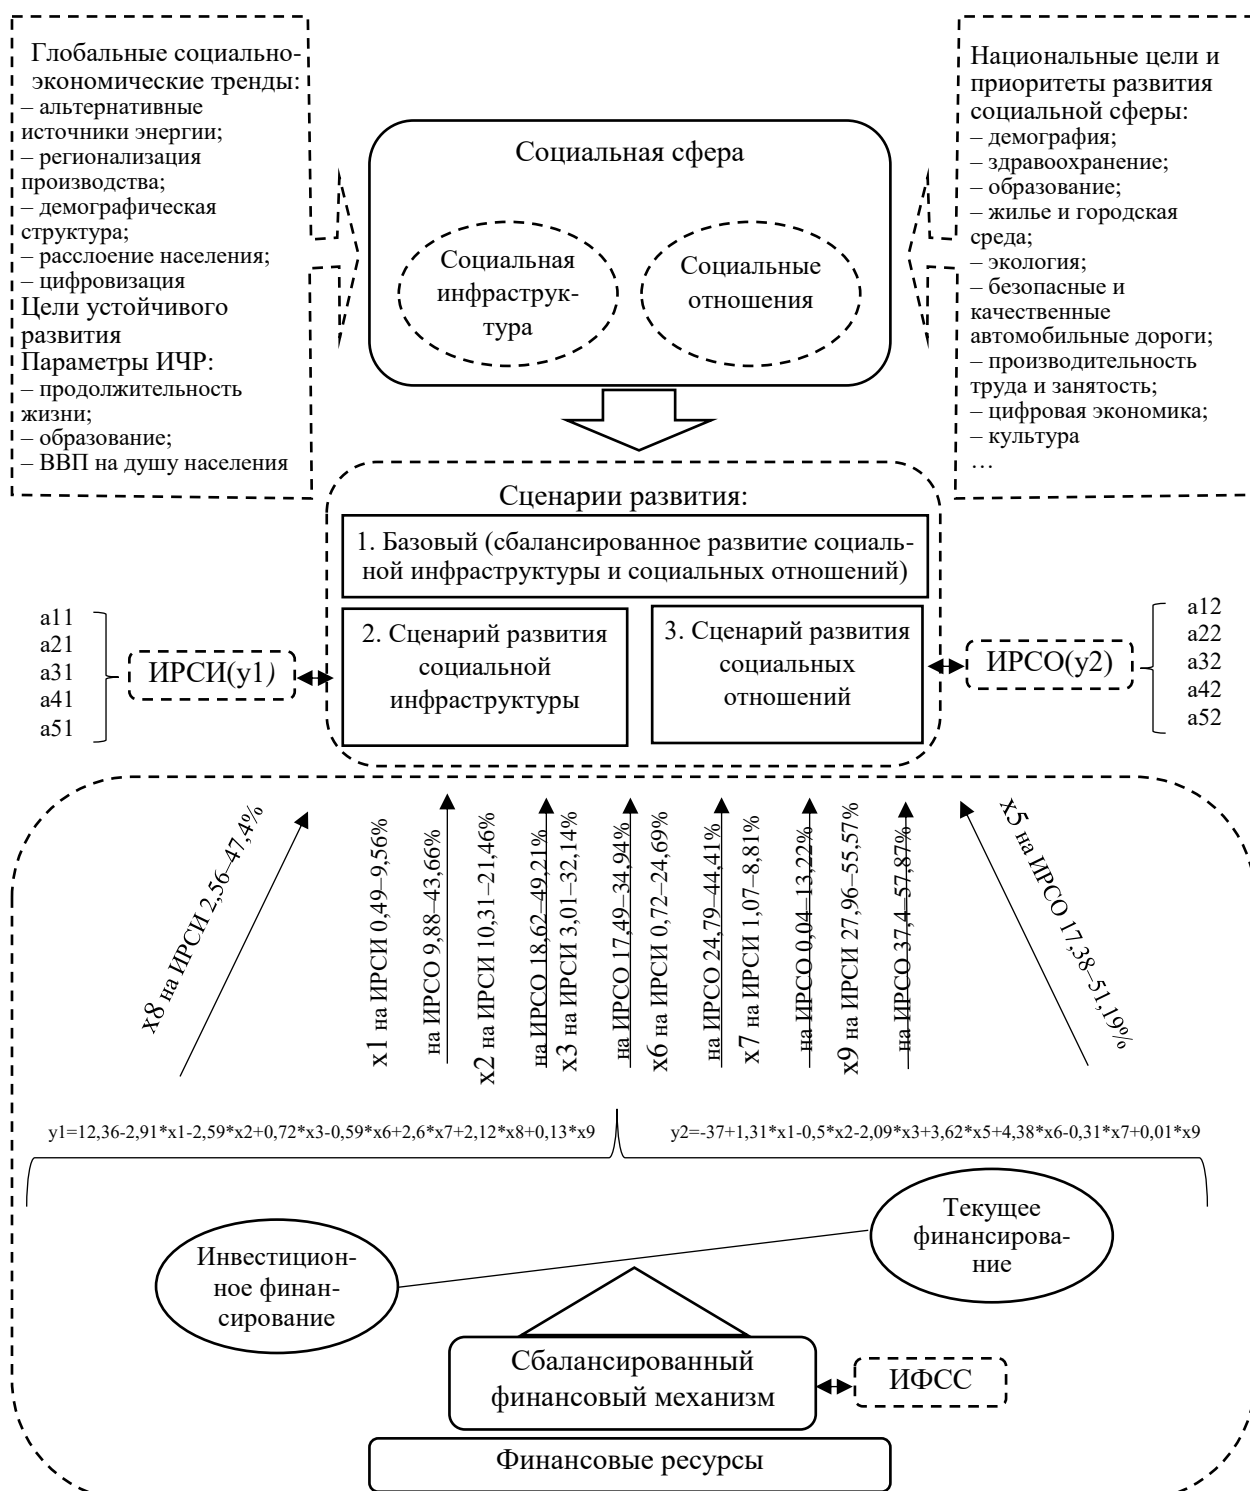 Глобальные социально-
экономические тренды:
– альтернативные
источники энергии;
– регионализация
производства;
– демографическая
структура;
– расслоение населения;
– цифровизация
Цели устойчивого
развития
Параметры ИЧР:
– продолжительность
жизни;
– образование;
– ВВП на душу населения
Социальная сфера
Социальная
инфраструк-
тура
Социальные
отношения
Национальные цели и
приоритеты развития
социальной сферы:
– демография;
– здравоохранение;
– образование;
– жилье и городская
среда;
– экология;
– безопасные и
качественные
автомобильные дороги;
– производительность
труда и занятость;
– цифровая экономика;
– культура
…
Сценарии развития:
1. Базовый (сбалансированное развитие социаль-
ной инфраструктуры и социальных отношений)
2. Сценарий развития
социальной
инфраструктуры
3. Сценарий развития
социальных
отношений
a11
a21
a31
a41
a51
ИРСИ(y1)
ИРСО(y2)
a12
a22
a32
a42
a52
x8 на ИРСИ 2,56–47,4%
x1 на ИРСИ 0,49–9,56%
на ИРСО 9,88–43,66%
x2 на ИРСИ 10,31–21,46%
на ИРСО 18,62–49,21%
x3 на ИРСИ 3,01–32,14%
на ИРСО 17,49–34,94%
x6 на ИРСИ 0,72–24,69%
на ИРСО 24,79–44,41%
x7 на ИРСИ 1,07–8,81%
на ИРСО 0,04–13,22%
x9 на ИРСИ 27,96–55,57%
на ИРСО 37,4–57,87%
x5 на ИРСО 17,38–51,19%
y1=12,36-2,91*x1-2,59*x2+0,72*x3-0,59*x6+2,6*x7+2,12*x8+0,13*x9
y2=-37+1,31*x1-0,5*x2-2,09*x3+3,62*x5+4,38*x6-0,31*x7+0,01*x9
Инвестицион-
ное финан-
сирование
Текущее
финансирова-
ние
Сбалансированный
финансовый механизм
ИФСС
Финансовые ресурсы